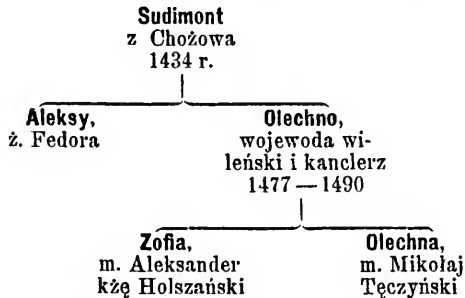 Sudimont
z Chożowa
1434 r.
Aleksy,
ż. Fedora
Olechno,
wojewoda wi-
leński i kanclerz
1477 — 1490
Zofia,
m. Aleksander
kżę Holszański
Olechna,
m. Mikołaj
Tęczyński